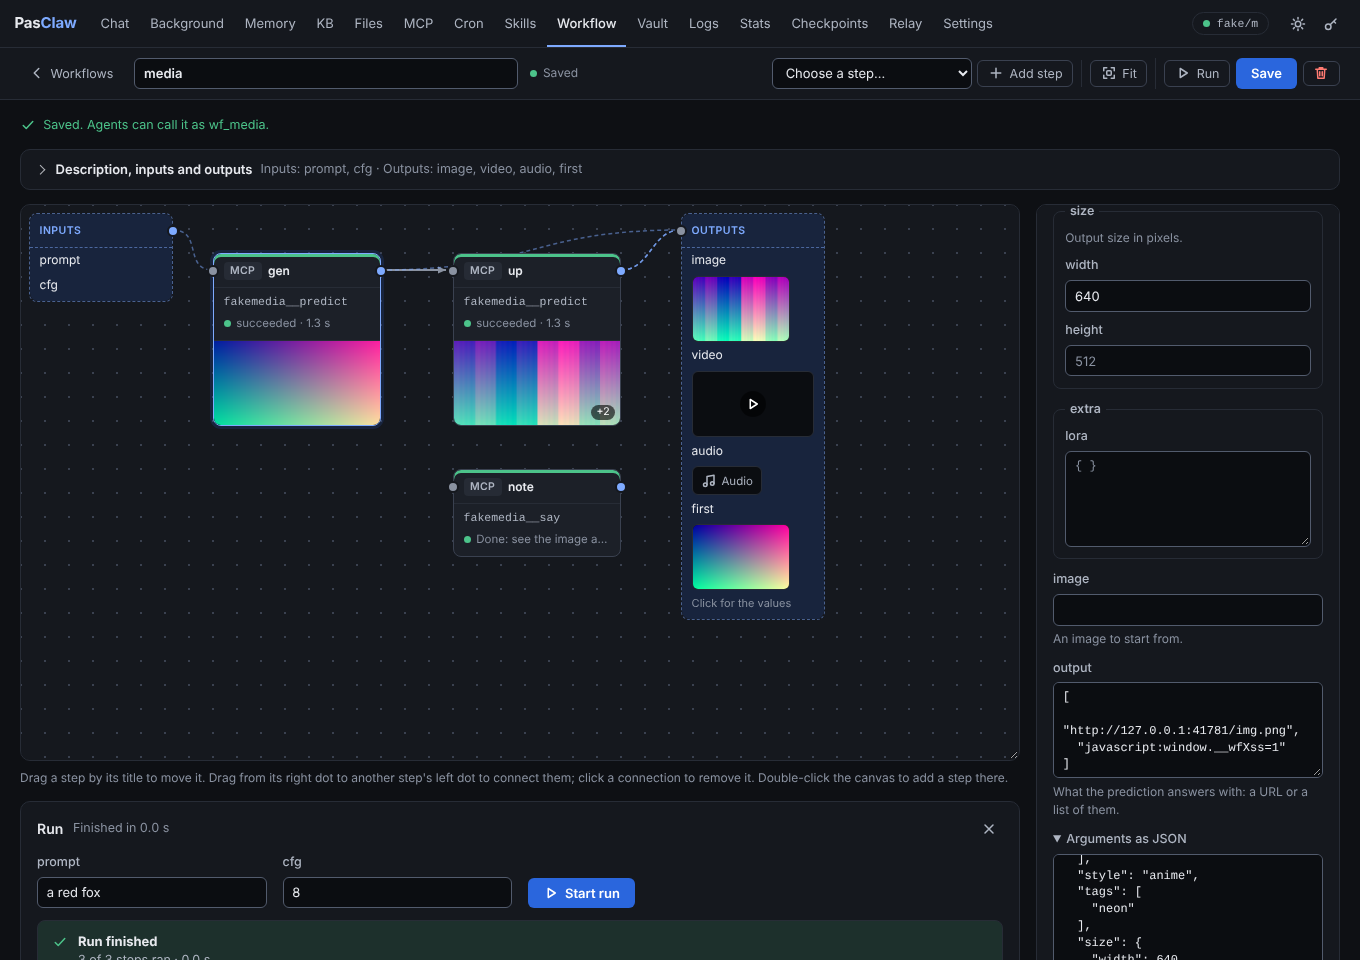 PasClaw Chat Background Memory KB Files MCP Cron Skills Workflow Vault Logs Stats Checkpoints Relay Settings fake/m
Workflows media Saved Choose a step... Add step Fit Run Save
Saved. Agents can call it as wf_media.
Description, inputs and outputs Inputs: prompt, cfg · Outputs: image, video, audio, first
INPUTS
prompt
cfg
MCP gen
fakemedia__predict
succeeded · 1.3 s
MCP up
fakemedia__predict
succeeded · 1.3 s
+2
MCP note
fakemedia__say
Done: see the image a...
OUTPUTS
image
video
audio
Audio
first
Click for the values
Drag a step by its title to move it. Drag from its right dot to another step's left dot to connect them; click a connection to remove it. Double-click the canvas to add a step there.
Run Finished in 0.0 s
prompt cfg
a red fox 8 Start run
Run finished
3 of 3 steps ran · 0.0 s
size
Output size in pixels.
width
640
height
512
extra
lora
{ }
image
An image to start from.
output
[
"http://127.0.0.1:41781/img.png",
"javascript:window.__wfXss=1"
]
What the prediction answers with: a URL or a
list of them.
Arguments as JSON
],
"style": "anime",
"tags": [
"neon"
],
"size": {
"width": 640